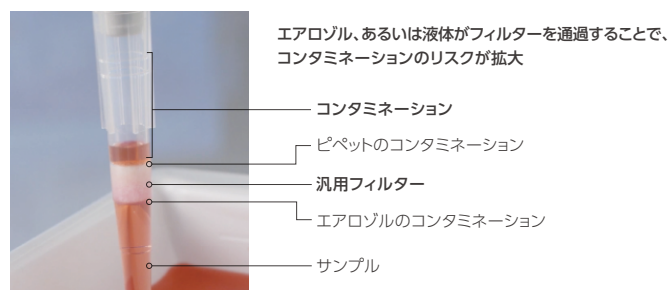 エアロゾル、あるいは液体がフィルターを通過することで、
コンタミネーションのリスクが拡大
コンタミネーション
ピペットのコンタミネーション
汎用フィルター
エアロゾルのコンタミネーション
サンプル